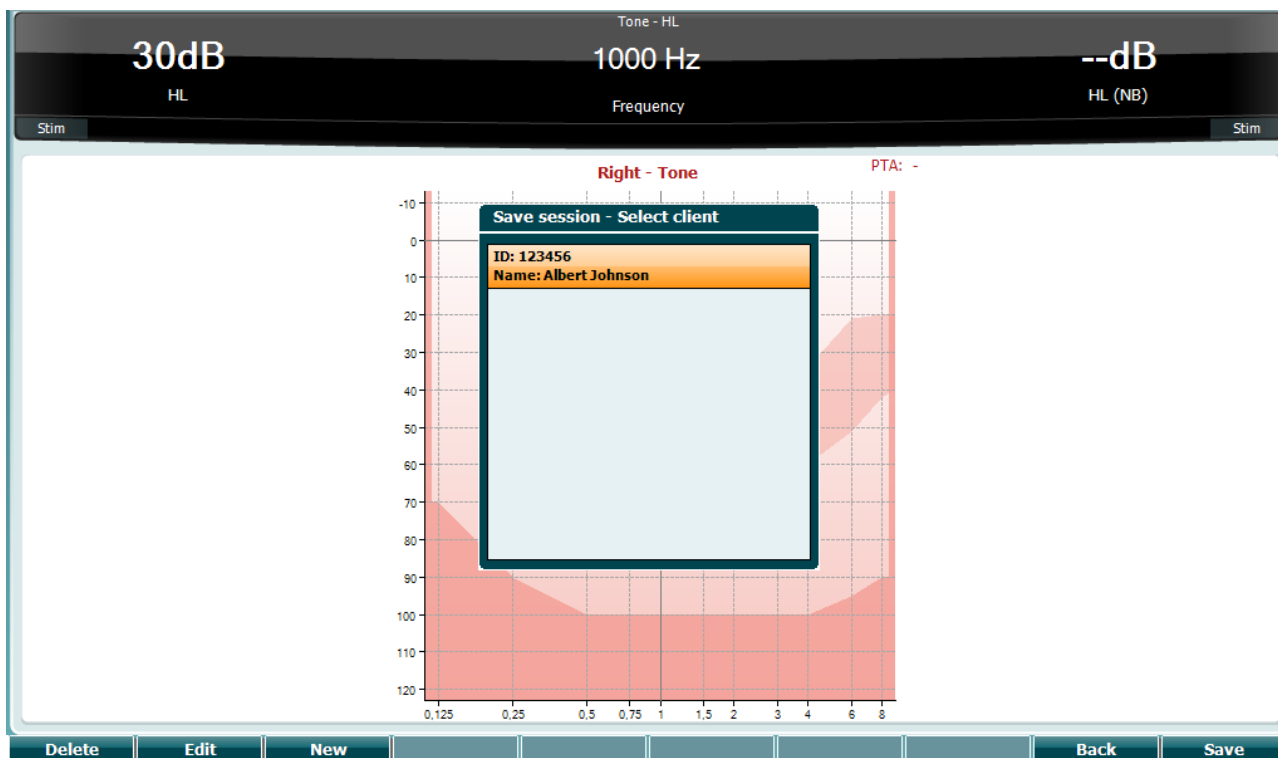 Tone - HL
30dB
1000 Hz
--dB
HL
Frequency
HL (NB)
Stim
Stim
Right - Tone
PTA: -
Save session - Select client
ID: 123456
Name: Albert Johnson
-10
0
10
20
30
40
50
60
70
80
90
100
110
120
0,125 0,25 0,5 0,75 1 1,5 2 3 4 6 8
Delete Edit New Back Save